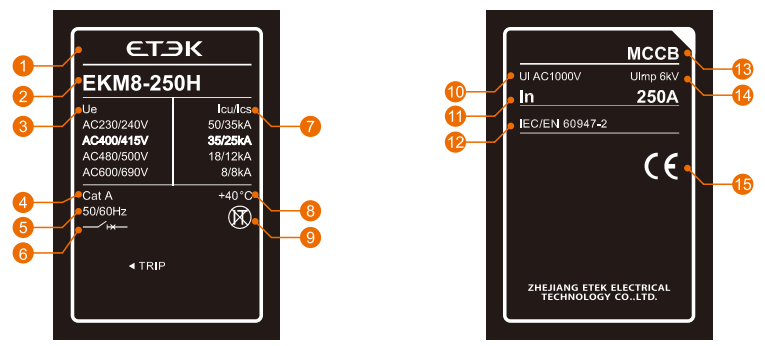 ETEK
1
EKM8-250H
2
Ue Icu/Ics
3
7
AC230/240V 50/35kA
AC400/415V 35/25kA
AC480/500V 18/12kA
AC600/690V 8/8kA
4
Cat A +40°C
8
5
50/60Hz
6
9
IT
◄ TRIP
MCCB
13
10
UI AC1000V UImp 6kV
14
11
In 250A
12
IEC/EN 60947-2
CE
15
ZHEJIANG ETEK ELECTRICAL
TECHNOLOGY CO..LTD.